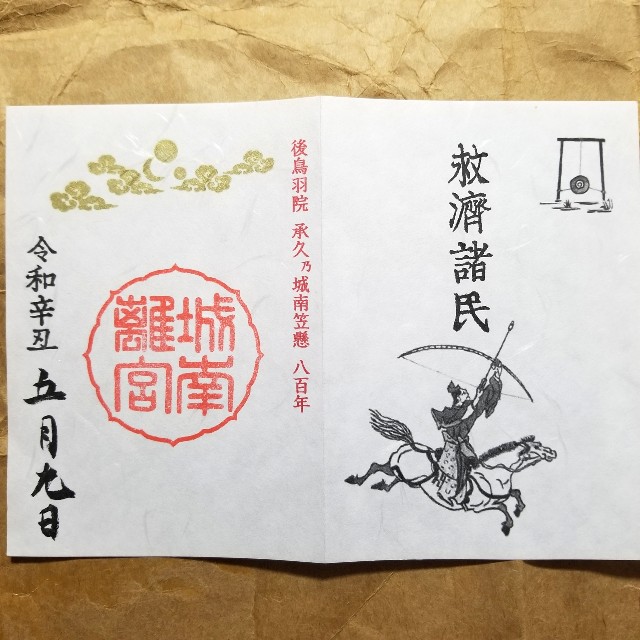 救濟諸民
後鳥羽院 承久乃城南笠懸 八百年
城南
離宮
令和辛丑 五月九日